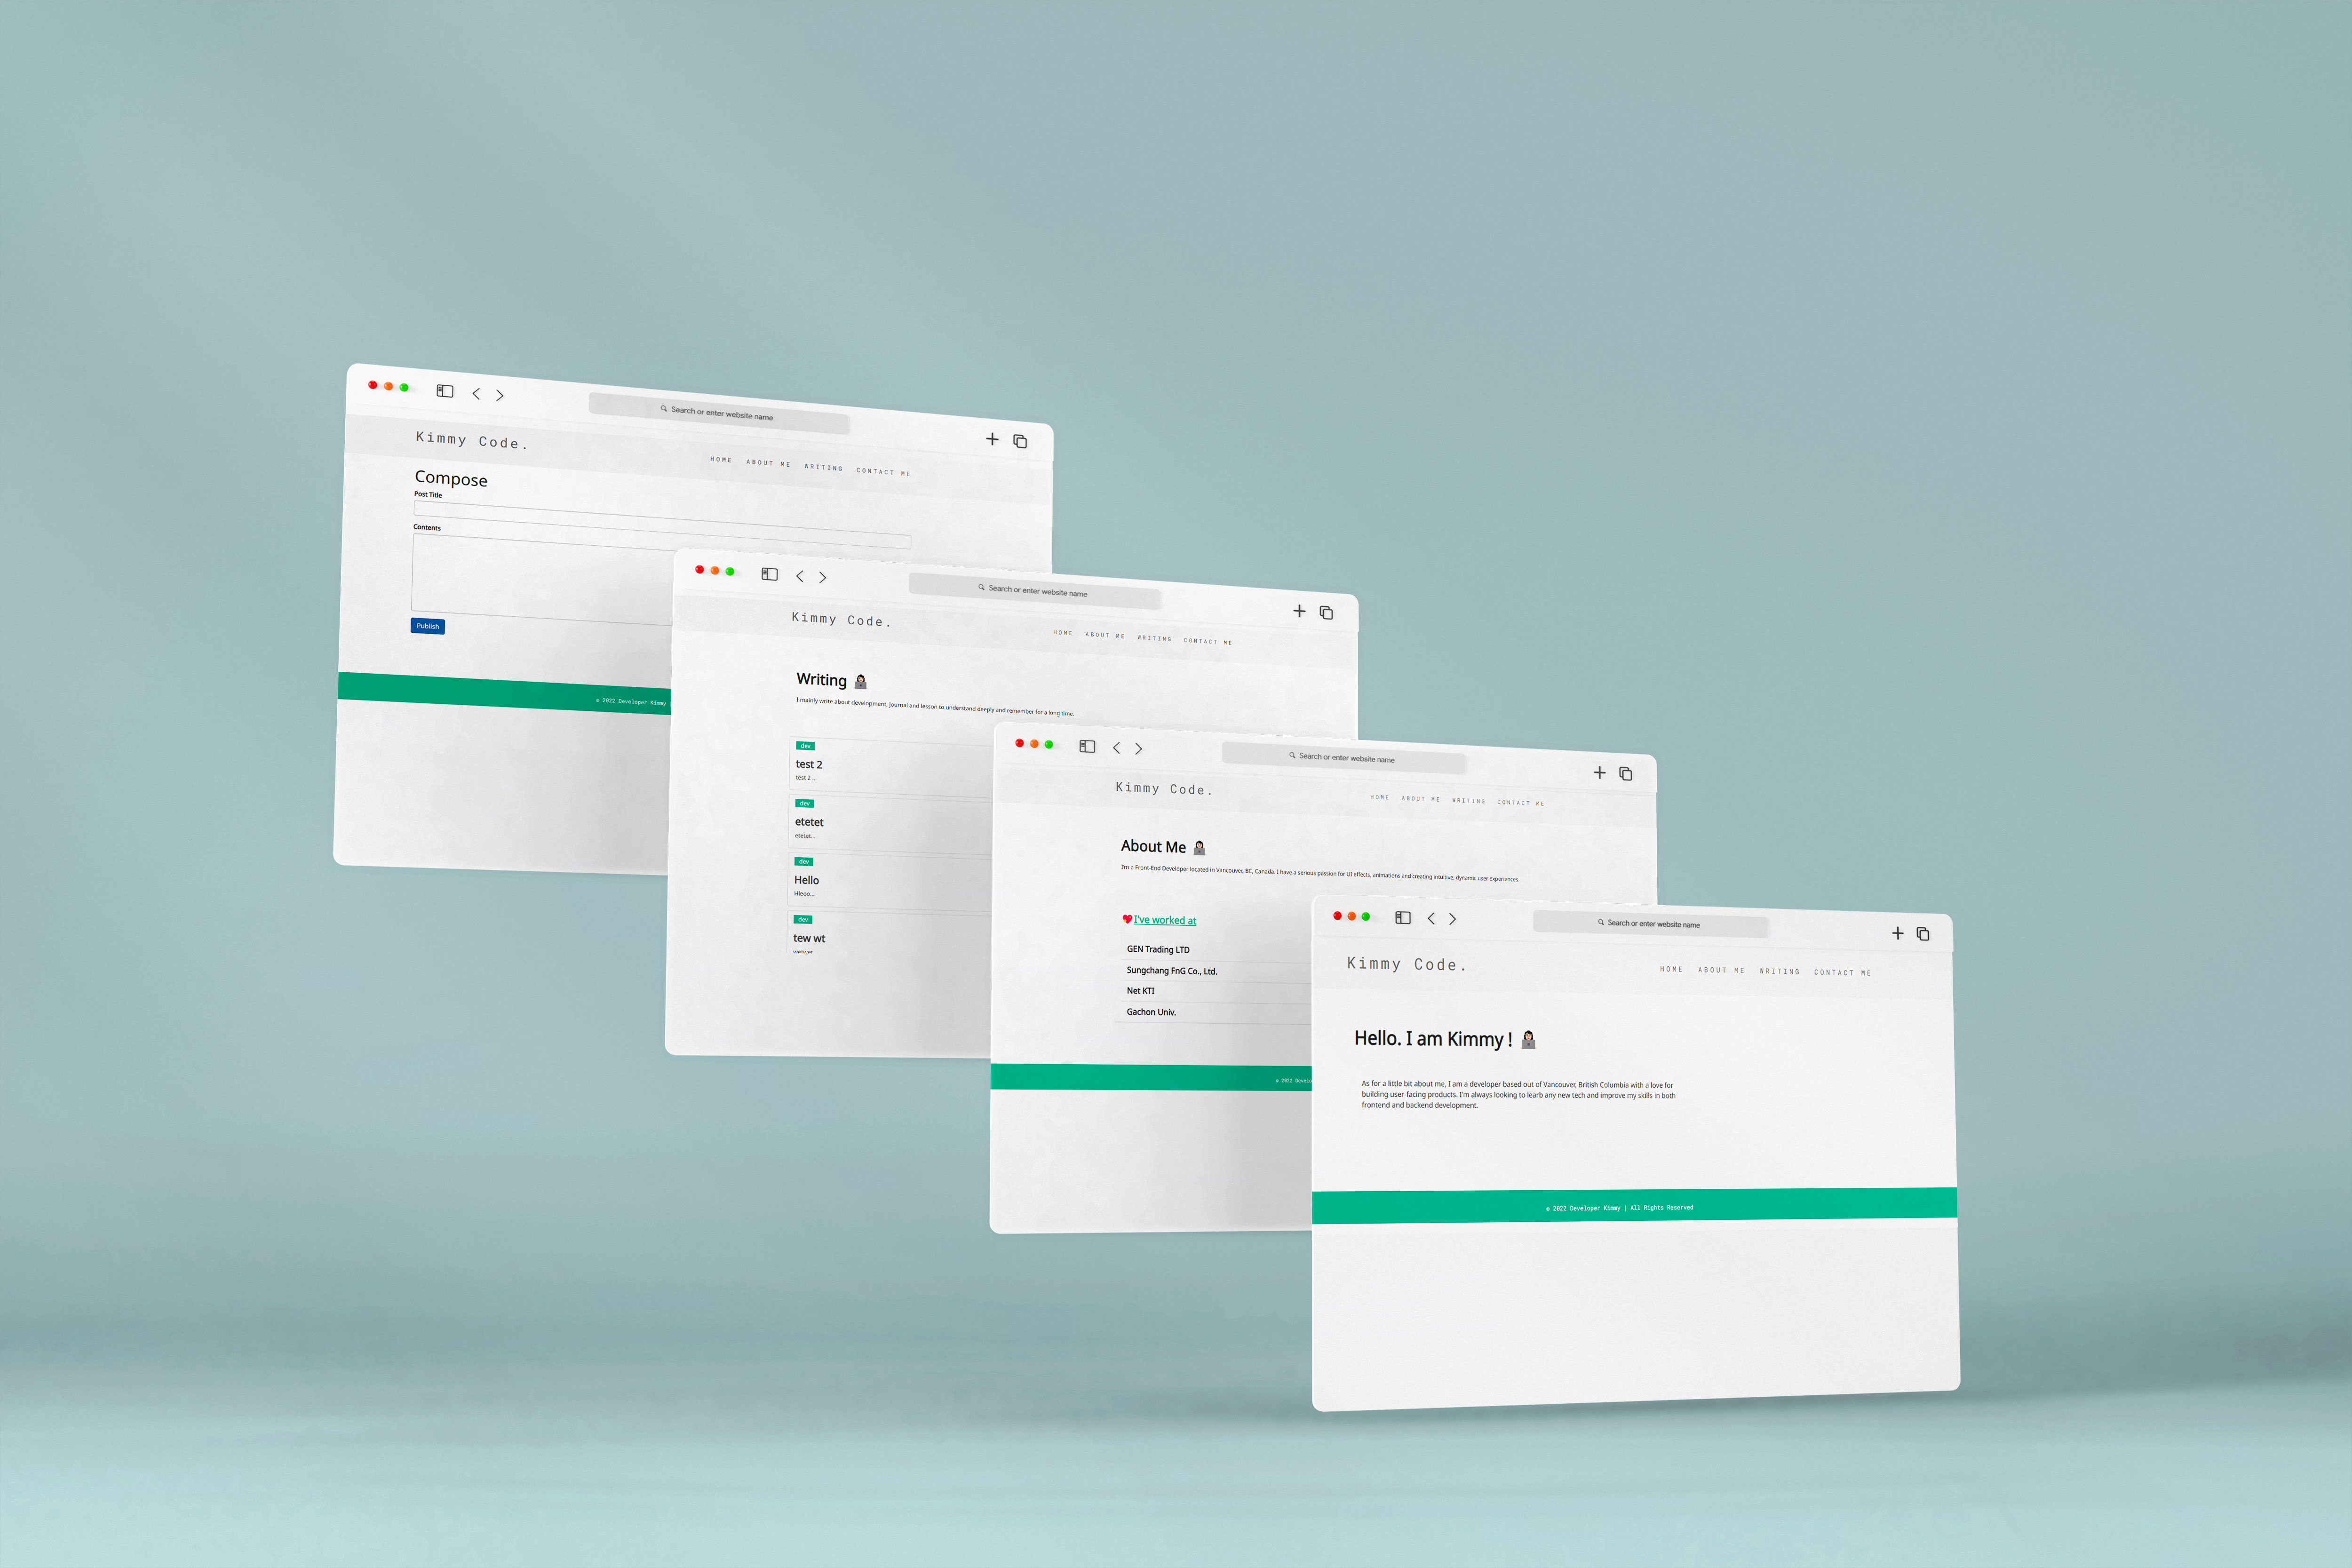 Search or enter website name
Kimmy Code.
HOME ABOUT ME WRITING CONTACT ME
Compose
Post Title
Contents
Publish
© 2022 Developer Kimmy |
Search or enter website name
Kimmy Code.
HOME ABOUT ME WRITING CONTACT ME
Writing
I mainly write about development, journal and lesson to understand deeply and remember for a long time.
dev
test 2
test 2 ...
dev
etetet
etetet...
dev
Hello
Hleoo...
dev
tew wt
Search or enter website name
Kimmy Code.
HOME ABOUT ME WRITING CONTACT ME
About Me
I'm a Front-End Developer located in Vancouver, BC, Canada. I have a serious passion for UI effects, animations and creating intuitive, dynamic user experiences.
I've worked at
GEN Trading LTD
Sungchang FnG Co., Ltd.
Net KTI
Gachon Univ.
© 2022 Develo
Search or enter website name
Kimmy Code.
HOME ABOUT ME WRITING CONTACT ME
Hello. I am Kimmy !
As for a little bit about me, I am a developer based out of Vancouver, British Columbia with a love for
building user-facing products. I'm always looking to learb any new tech and improve my skills in both
frontend and backend development.
© 2022 Developer Kimmy | All Rights Reserved